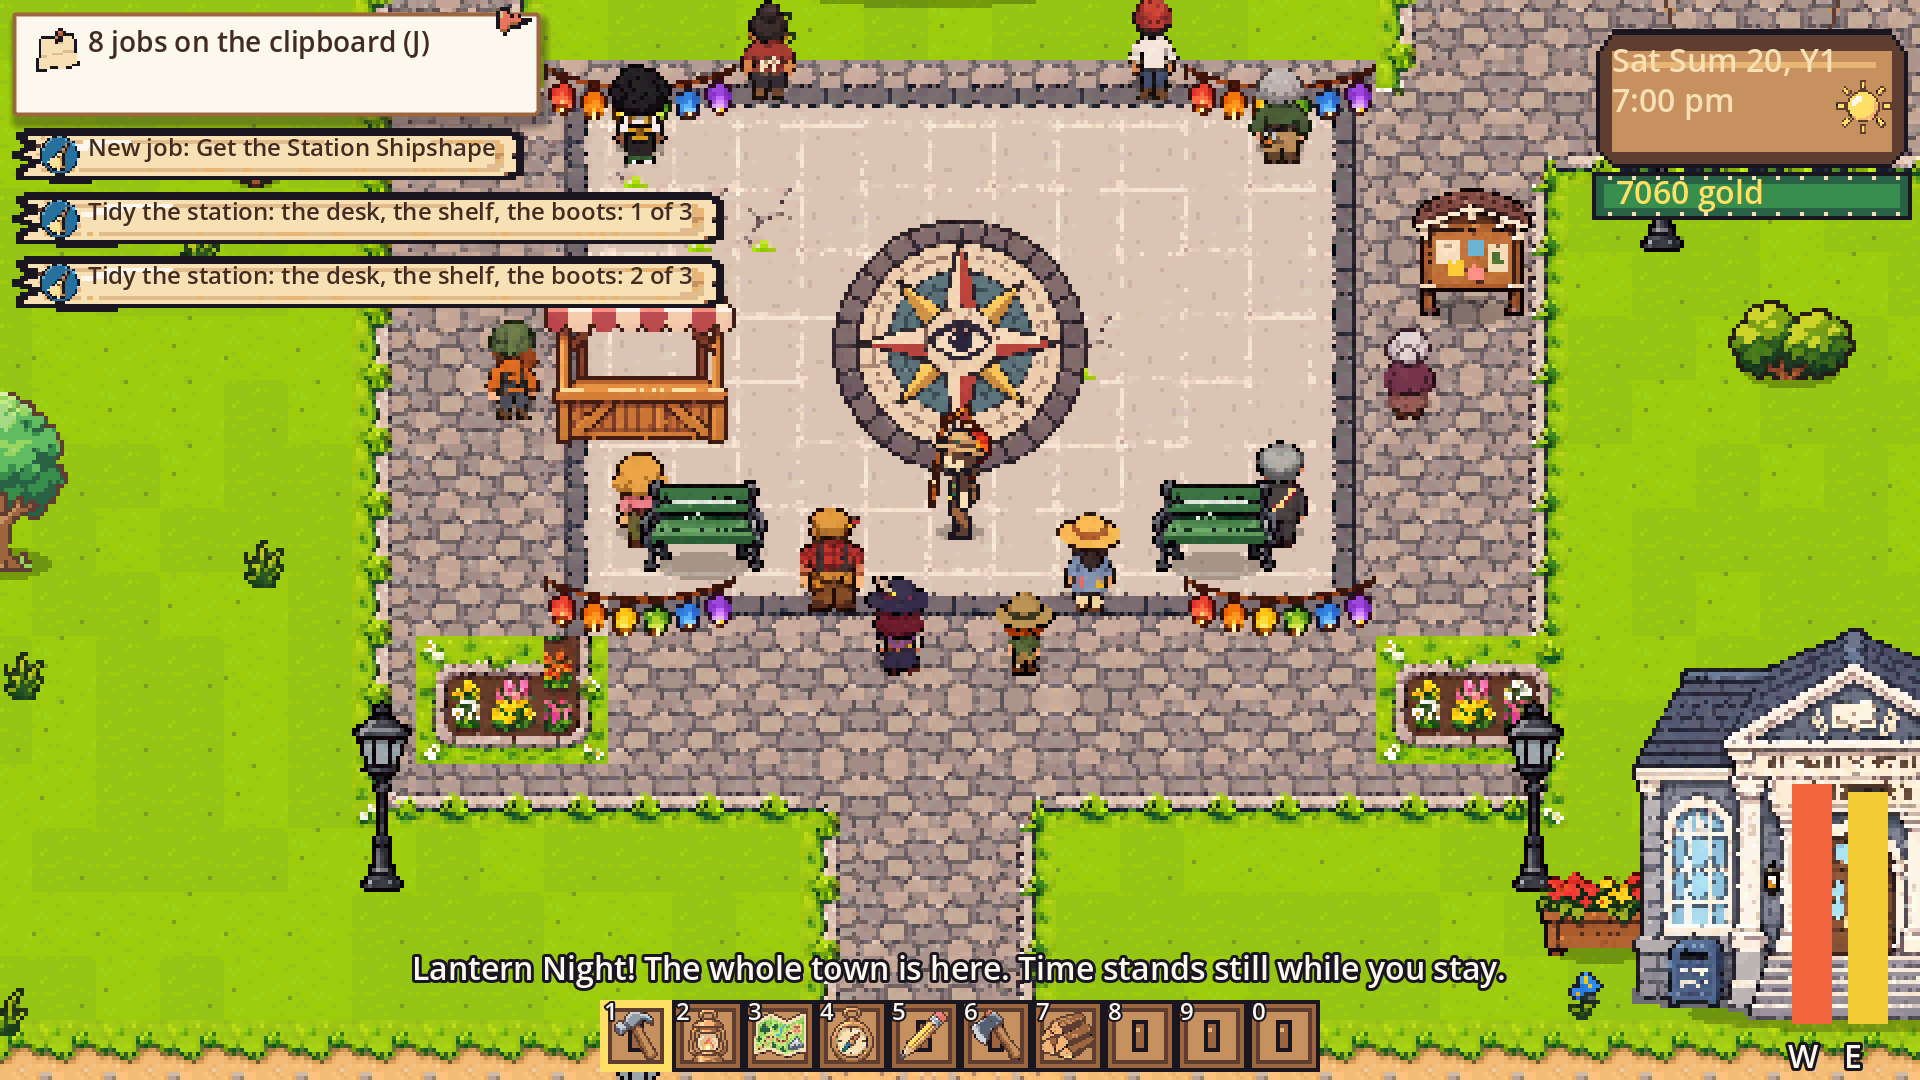 8 jobs on the clipboard (J)
Sat Sum 20, Y1
7:00 pm
7060 gold
New job: Get the Station Shipshape
Tidy the station: the desk, the shelf, the boots: 1 of 3
Tidy the station: the desk, the shelf, the boots: 2 of 3
Lantern Night! The whole town is here. Time stands still while you stay.
1 2 3 4 5 6 7 8 9 0
W E